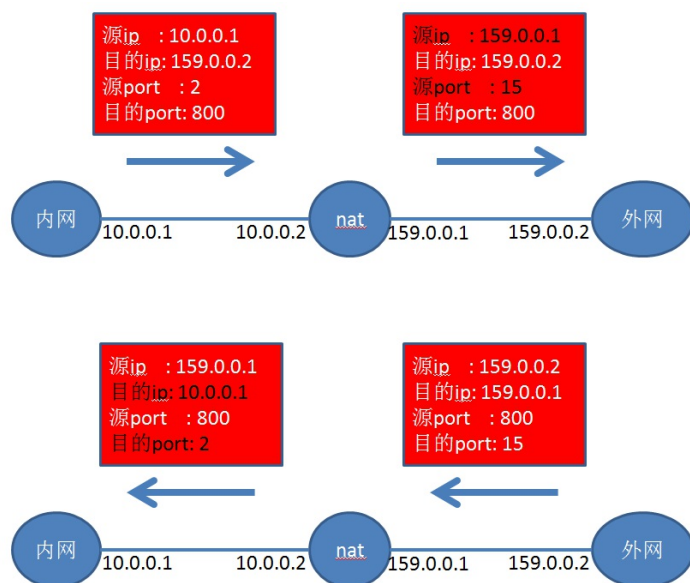 源ip : 10.0.0.1
目的ip: 159.0.0.2
源port : 2
目的port: 800
源ip : 159.0.0.1
目的ip: 159.0.0.2
源port : 15
目的port: 800
内网
10.0.0.1
10.0.0.2
nat
159.0.0.1
159.0.0.2
外网
源ip : 159.0.0.1
目的ip: 10.0.0.1
源port : 800
目的port: 2
源ip : 159.0.0.2
目的ip: 159.0.0.1
源port : 800
目的port: 15
内网
10.0.0.1
10.0.0.2
nat
159.0.0.1
159.0.0.2
外网